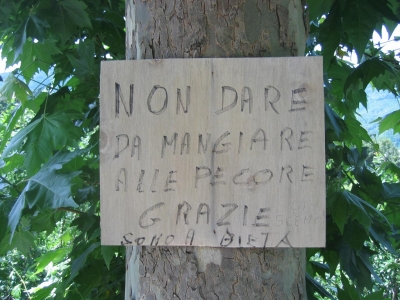 NON DARE
DA MANGIARE
ALLE PECORE
GRAZIE
SONO A DIETA